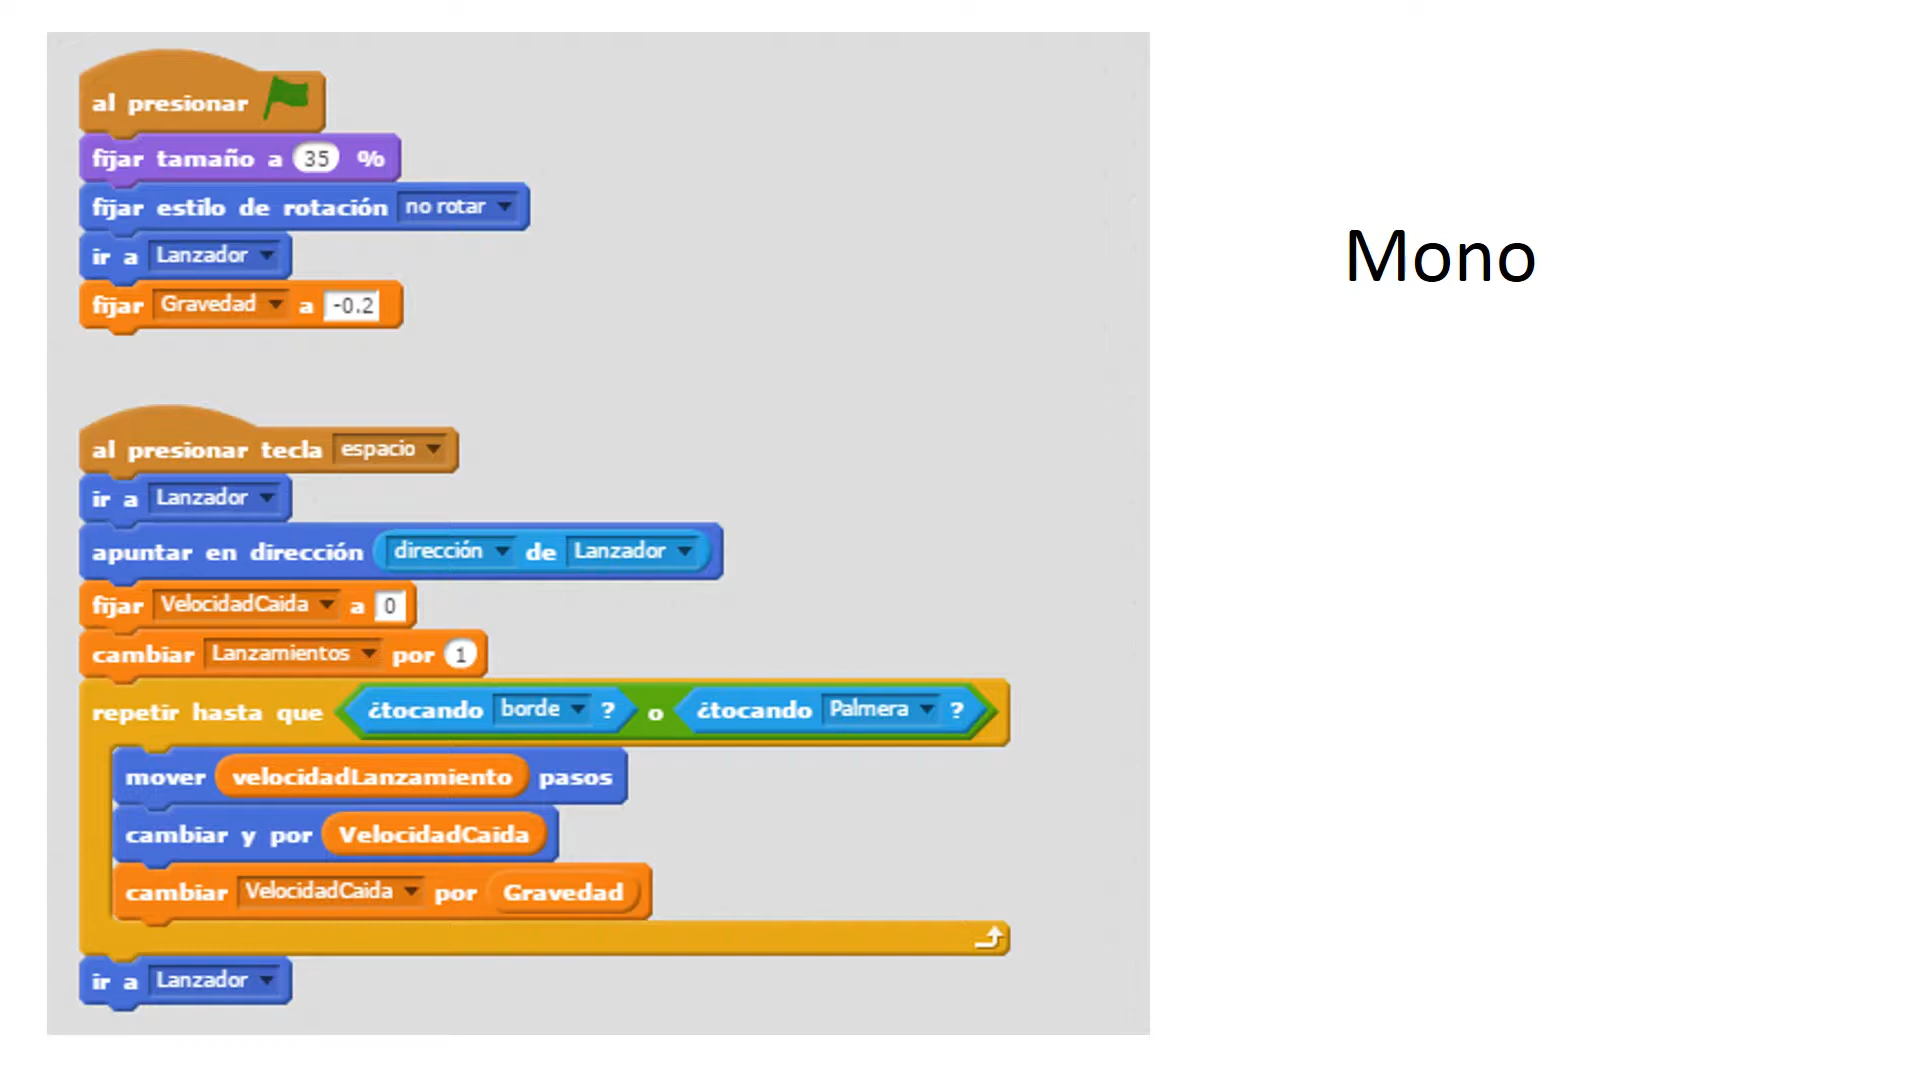 al presionar
fijar tamaño a 35 %
fijar estilo de rotación no rotar
ir a Lanzador
fijar Gravedad a -0.2
al presionar tecla espacio
ir a Lanzador
apuntar en dirección dirección de Lanzador
fijar VelocidadCaida a 0
cambiar Lanzamientos por 1
repetir hasta que ¿tocando borde ? o ¿tocando Palmera ?
mover velocidadLanzamiento pasos
cambiar y por VelocidadCaida
cambiar VelocidadCaida por Gravedad
ir a Lanzador
Mono